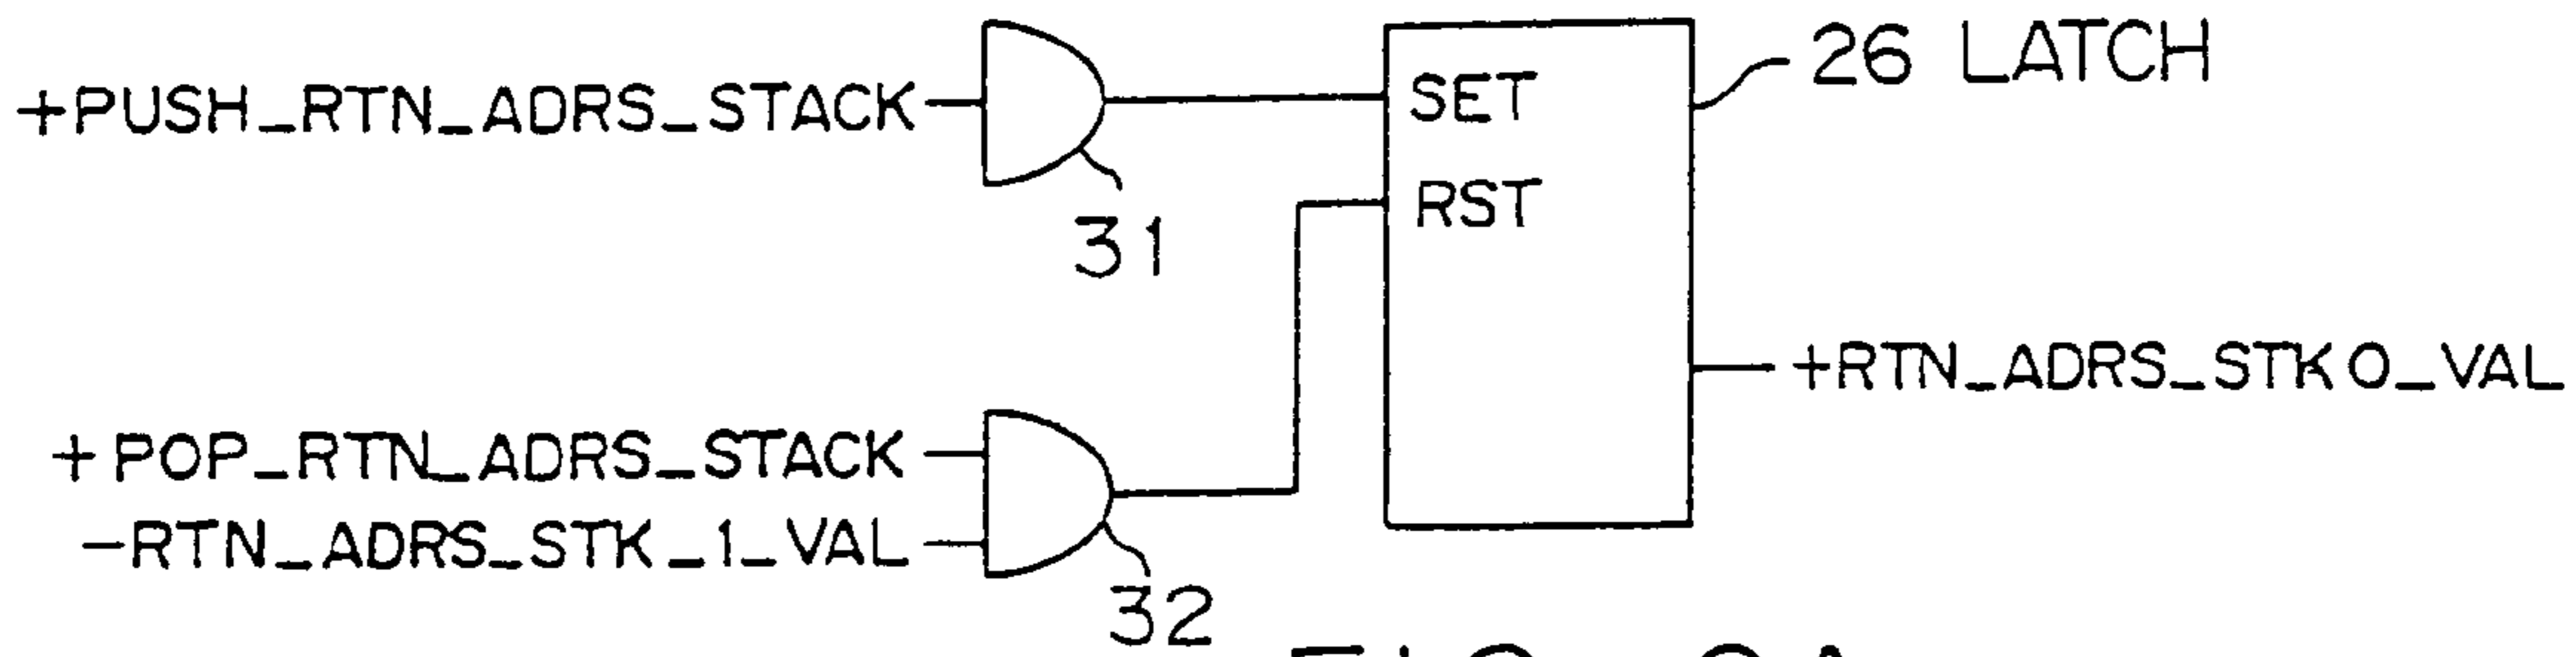 +PUSH_RTN_ADRS_STACK
SET
26 LATCH
RST
31
+RTN_ADRS_STK0_VAL
+POP_RTN_ADRS_STACK
-RTN_ADRS_STK_1_VAL
32